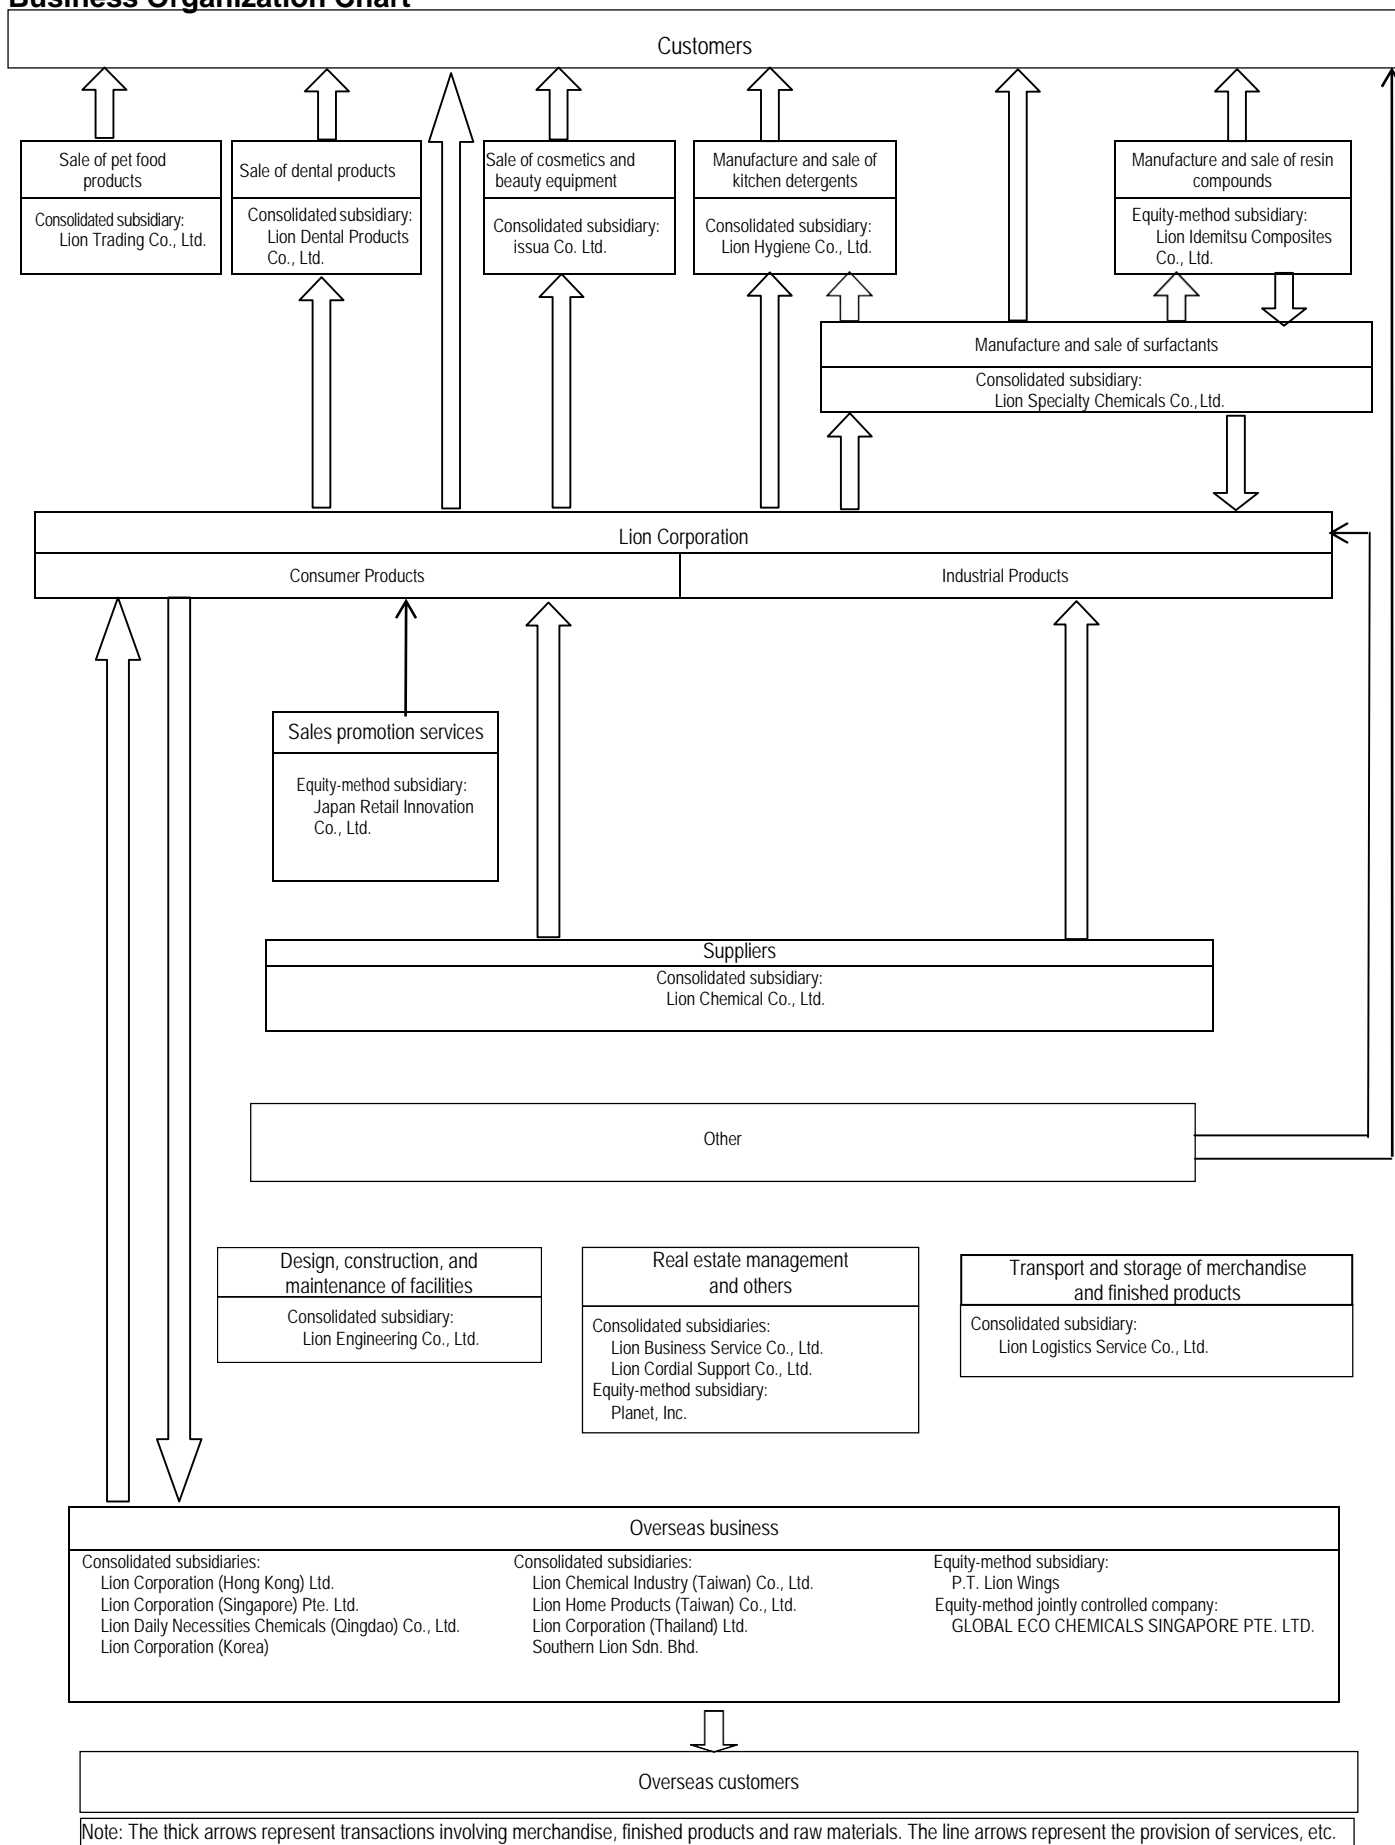 Business Organization Chart
Customers
Sale of pet food
products
Consolidated subsidiary:
Lion Trading Co., Ltd.
Sale of dental products
Consolidated subsidiary:
Lion Dental Products
Co., Ltd.
Sale of cosmetics and
beauty equipment
Consolidated subsidiary:
issua Co. Ltd.
Manufacture and sale of
kitchen detergents
Consolidated subsidiary:
Lion Hygiene Co., Ltd.
Manufacture and sale of resin
compounds
Equity-method subsidiary:
Lion Idemitsu Composites
Co., Ltd.
Manufacture and sale of surfactants
Consolidated subsidiary:
Lion Specialty Chemicals Co., Ltd.
Lion Corporation
Consumer Products
Industrial Products
Sales promotion services
Equity-method subsidiary:
Japan Retail Innovation
Co., Ltd.
Suppliers
Consolidated subsidiary:
Lion Chemical Co., Ltd.
Other
Design, construction, and
maintenance of facilities
Consolidated subsidiary:
Lion Engineering Co., Ltd.
Real estate management
and others
Consolidated subsidiaries:
Lion Business Service Co., Ltd.
Lion Cordial Support Co., Ltd.
Equity-method subsidiary:
Planet, Inc.
Transport and storage of merchandise
and finished products
Consolidated subsidiary:
Lion Logistics Service Co., Ltd.
Overseas business
Consolidated subsidiaries:
Lion Corporation (Hong Kong) Ltd.
Lion Corporation (Singapore) Pte. Ltd.
Lion Daily Necessities Chemicals (Qingdao) Co., Ltd.
Lion Corporation (Korea)
Consolidated subsidiaries:
Lion Chemical Industry (Taiwan) Co., Ltd.
Lion Home Products (Taiwan) Co., Ltd.
Lion Corporation (Thailand) Ltd.
Southern Lion Sdn. Bhd.
Equity-method subsidiary:
P.T. Lion Wings
Equity-method jointly controlled company:
GLOBAL ECO CHEMICALS SINGAPORE PTE. LTD.
Overseas customers
Note: The thick arrows represent transactions involving merchandise, finished products and raw materials. The line arrows represent the provision of services, etc.